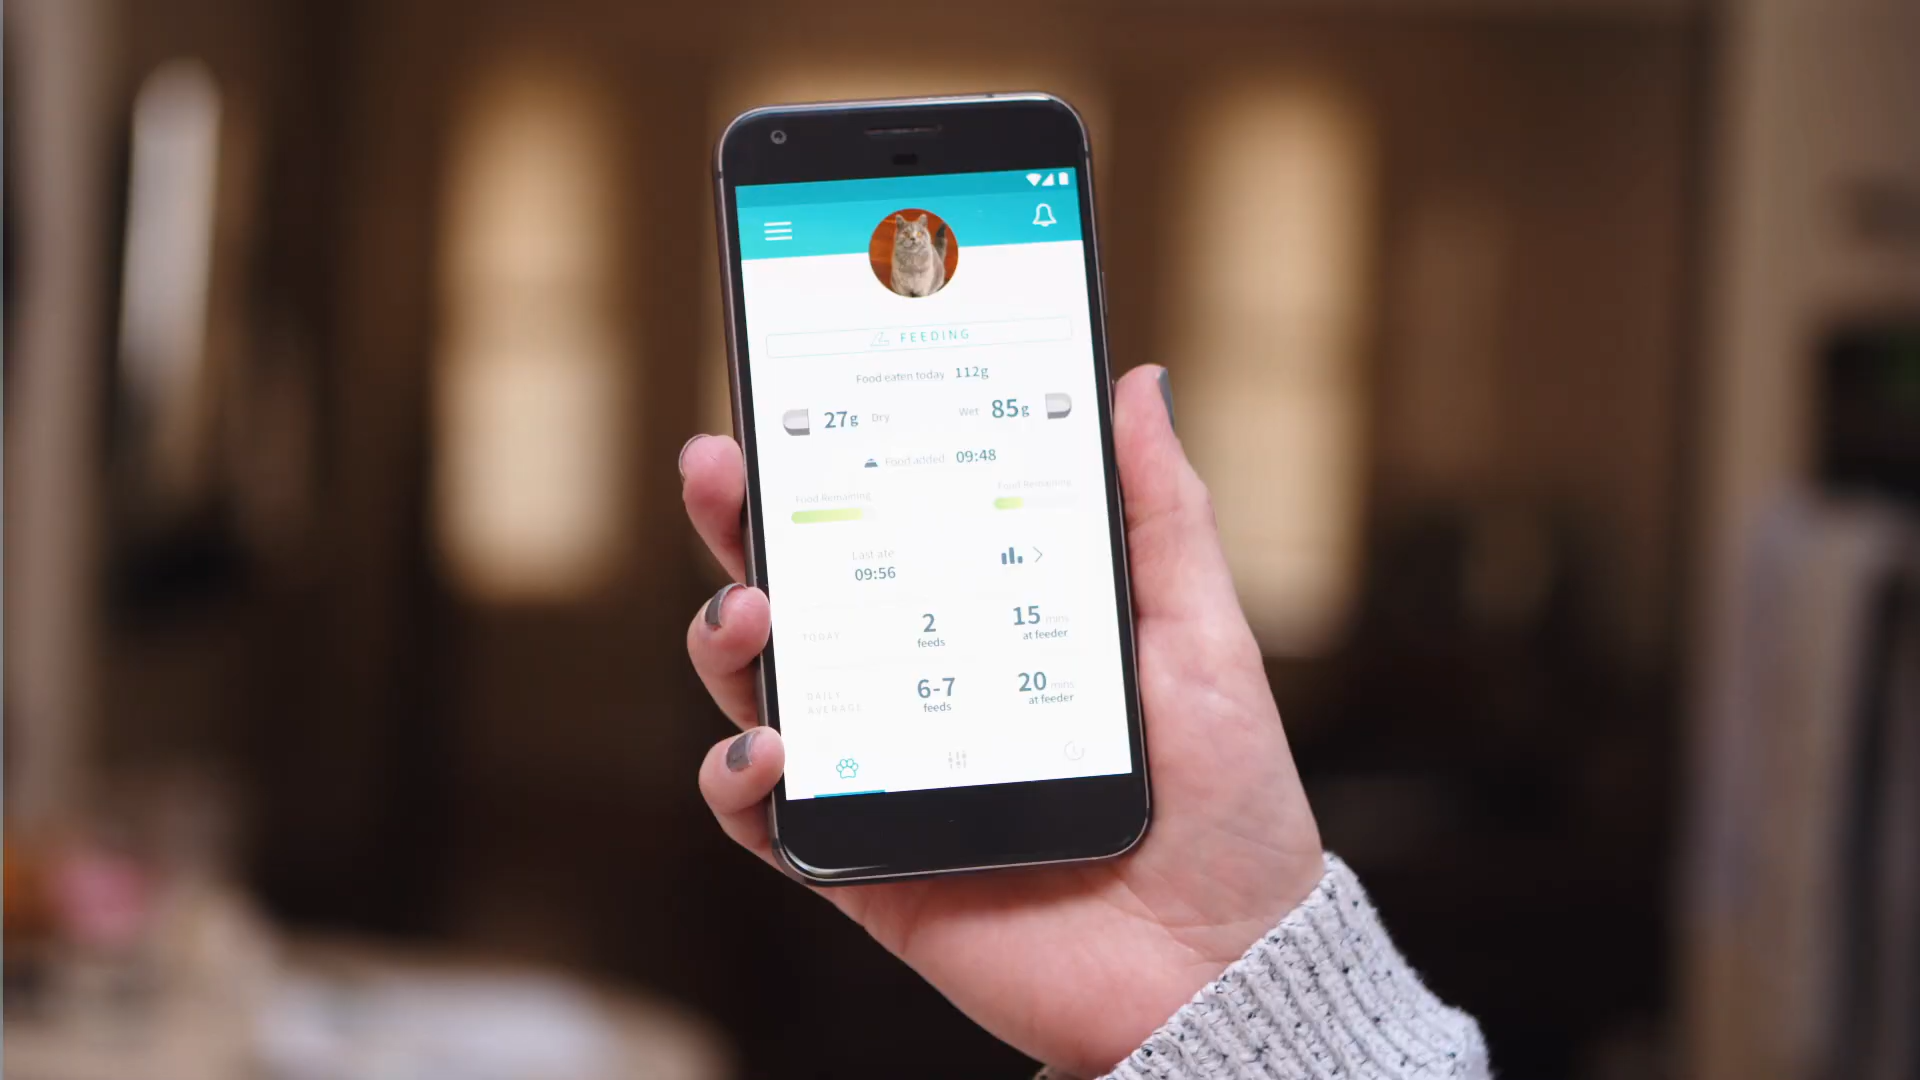 FEEDING
Food eaten today 112g
27g Dry Wet 85g
Food added 09:48
Food Remaining Food Remaining
Last ate
09:56
TODAY 2 feeds 15 mins at feeder
DAILY AVERAGE 6-7 feeds 20 mins at feeder